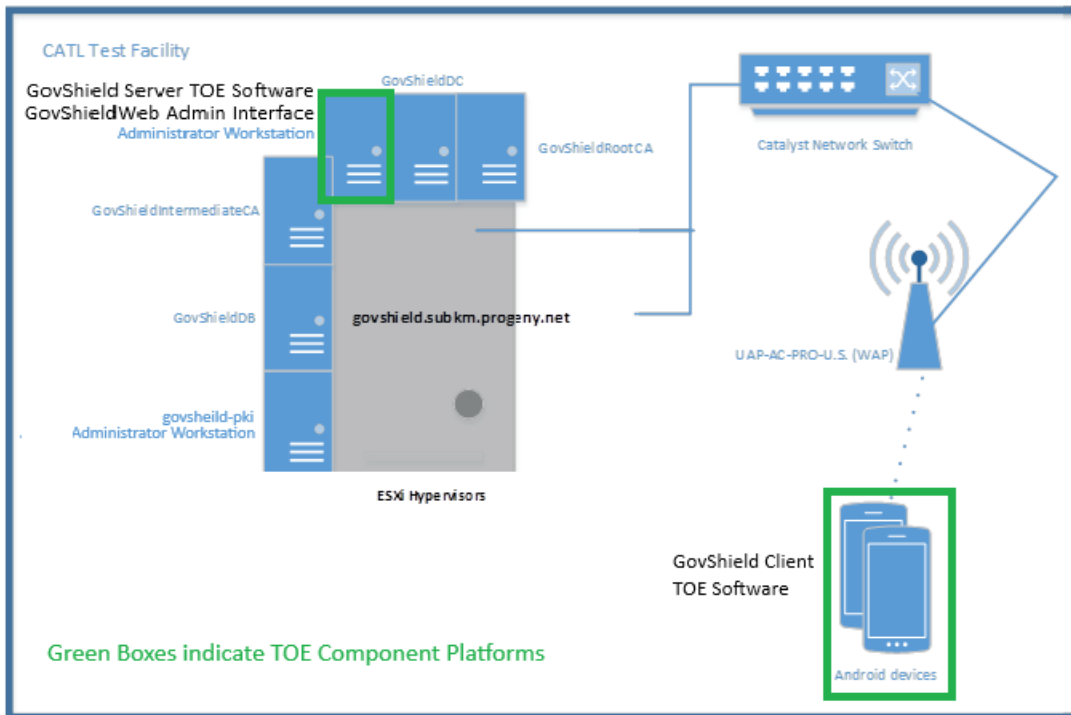 CATL Test Facility
GovShield Server TOE Software
GovShieldWeb Admin Interface
Administrator Workstation
GovShieldDC
GovShieldRootCA
Catalyst Network Switch
GovShieldIntermediateCA
GovShieldDB
govshield.subkm.progeny.net
UAP-AC-PRO-U.S. (WAP)
govsheild-pki
Administrator Workstation
ESXi Hypervisors
GovShield Client
TOE Software
Green Boxes indicate TOE Component Platforms
Android devices